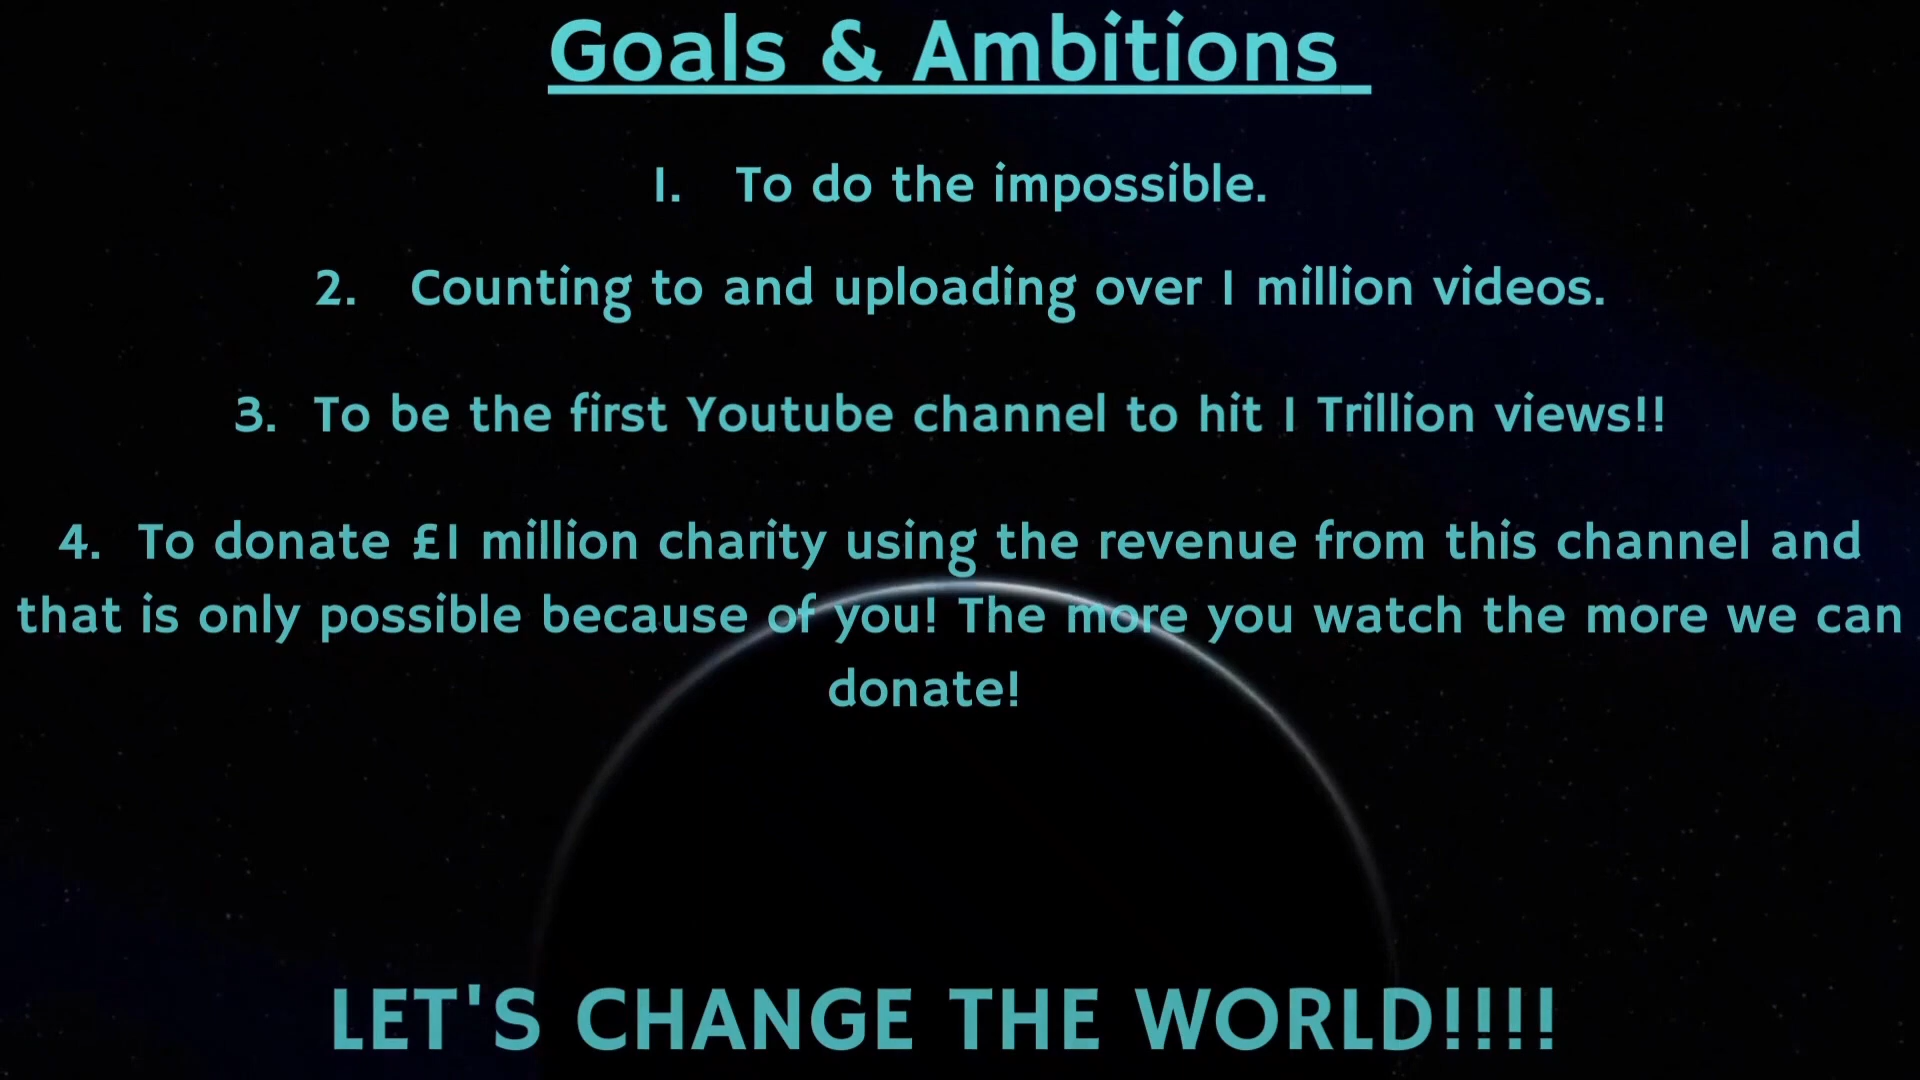 Goals & Ambitions
1. To do the impossible.
2. Counting to and uploading over 1 million videos.
3. To be the first Youtube channel to hit 1 Trillion views!!
4. To donate £1 million charity using the revenue from this channel and
that is only possible because of you! The more you watch the more we can
donate!
LET'S CHANGE THE WORLD!!!!